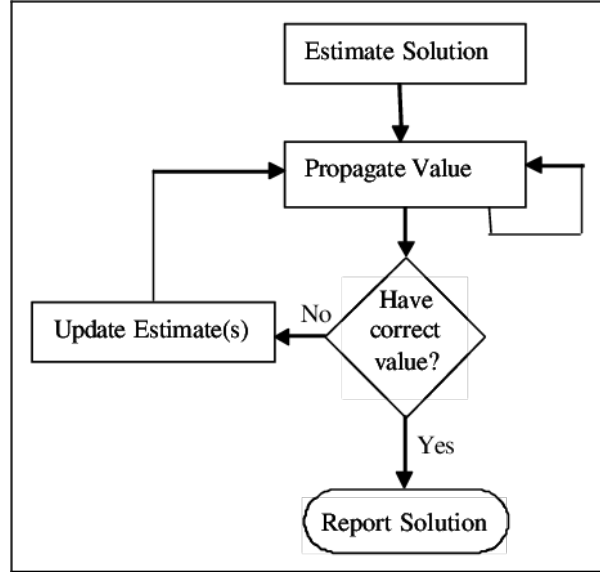 Estimate Solution
Propagate Value
Have
correct
value?
No
Update Estimate(s)
Yes
Report Solution